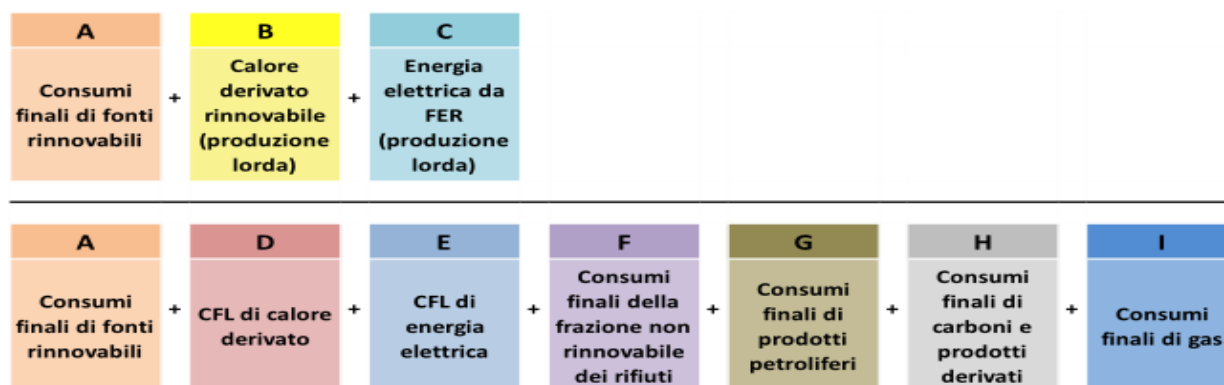 A
B
C
Consumi
finali di fonti
rinnovabili
+
Calore
derivato
rinnovabile
(produzione
lorda)
+
Energia
elettrica da
FER
(produzione
lorda)
A
D
E
F
G
H
I
Consumi
finali di fonti
rinnovabili
+
CFL di calore
derivato
+
CFL di
energia
elettrica
+
Consumi
finali della
frazione non
rinnovabile
dei rifiuti
+
Consumi
finali di
prodotti
petroliferi
+
Consumi
finali di
carboni e
prodotti
derivati
+
Consumi
finali di gas